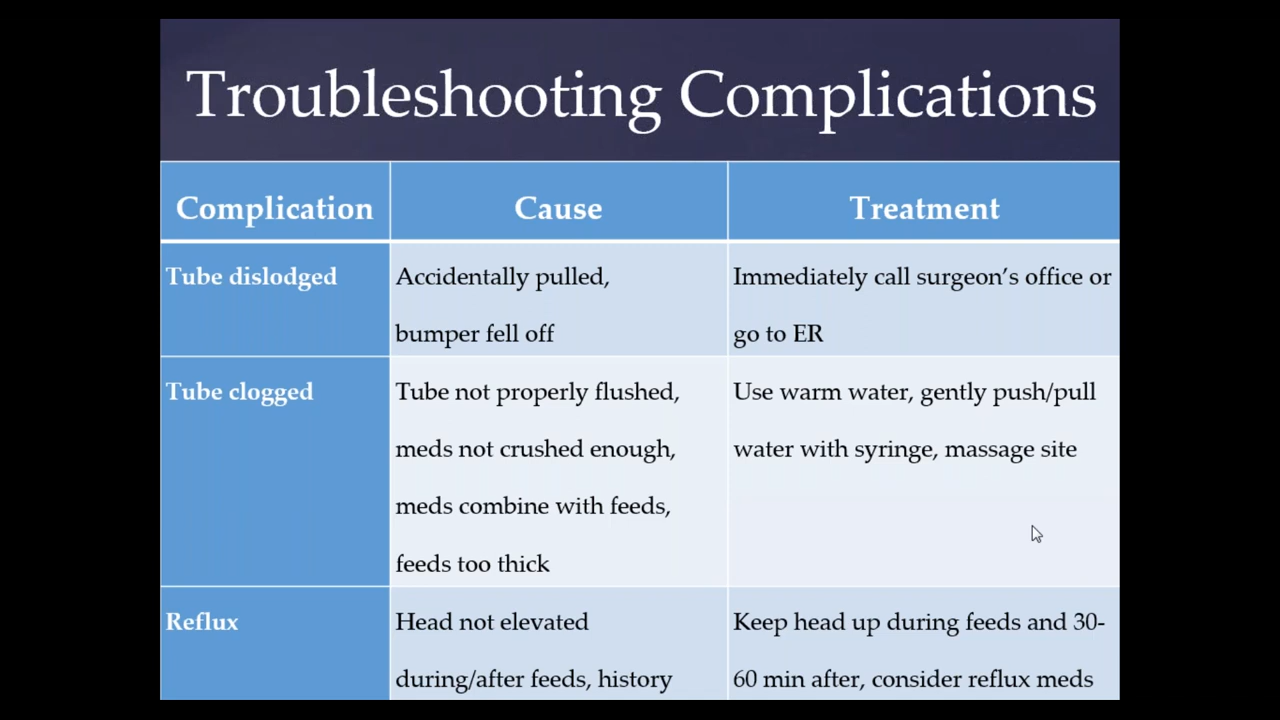 Troubleshooting Complications
Complication Cause Treatment
Tube dislodged Accidentally pulled, Immediately call surgeon’s office or
bumper fell off go to ER
Tube clogged Tube not properly flushed, Use warm water, gently push/pull
meds not crushed enough, water with syringe, massage site
meds combine with feeds,
feeds too thick
Reflux Head not elevated Keep head up during feeds and 30-
during/after feeds, history 60 min after, consider reflux meds